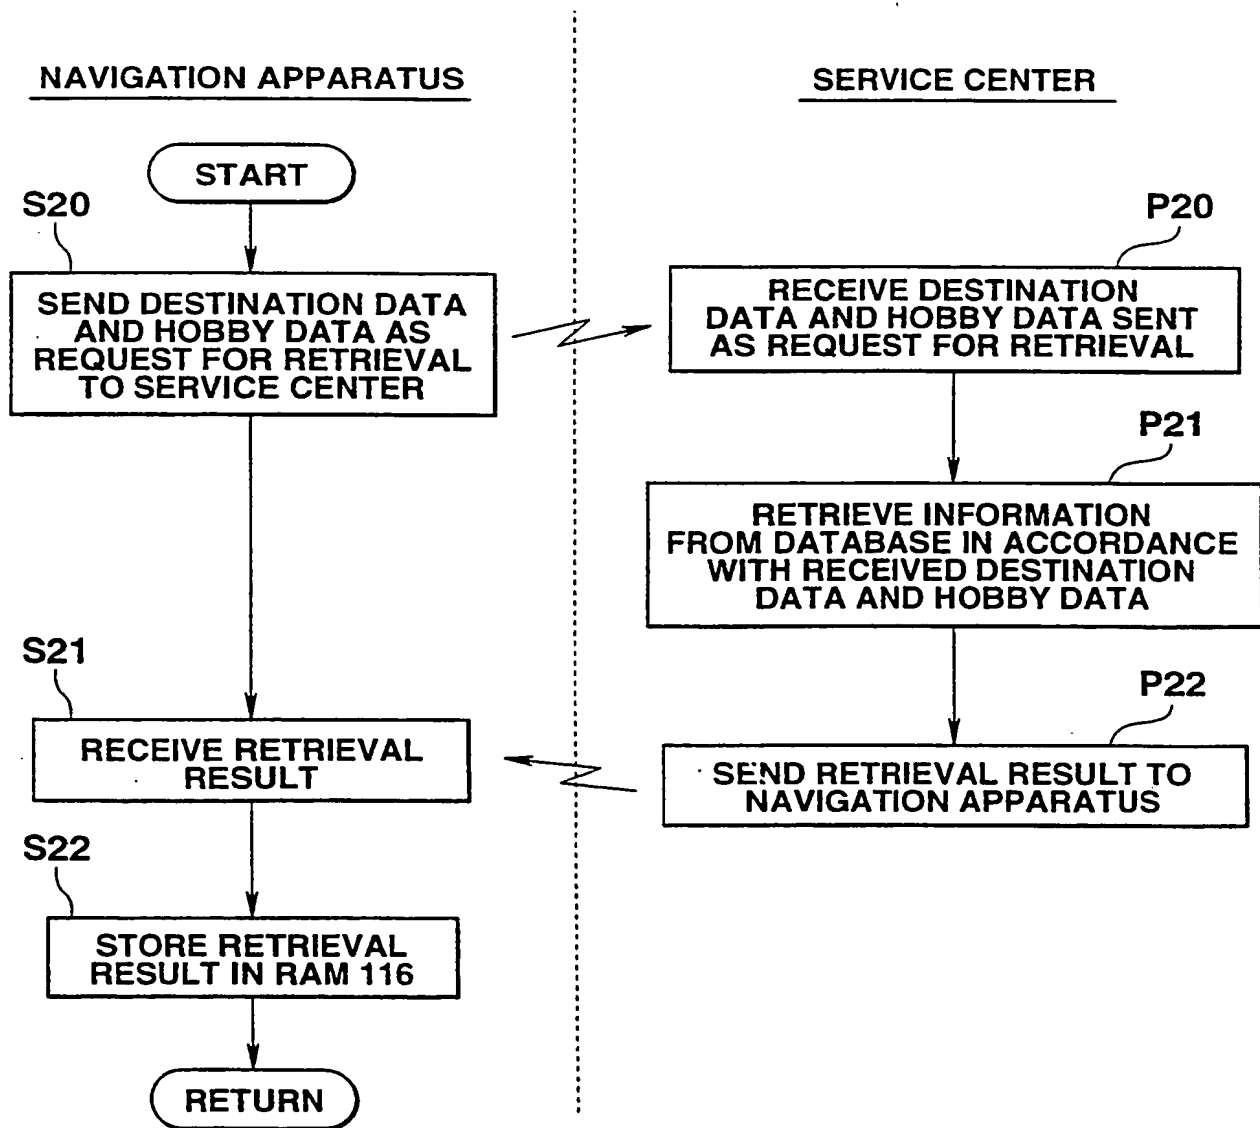 NAVIGATION APPARATUS
SERVICE CENTER
START
S20
SEND DESTINATION DATA
AND HOBBY DATA AS
REQUEST FOR RETRIEVAL
TO SERVICE CENTER
P20
RECEIVE DESTINATION
DATA AND HOBBY DATA SENT
AS REQUEST FOR RETRIEVAL
P21
RETRIEVE INFORMATION
FROM DATABASE IN ACCORDANCE
WITH RECEIVED DESTINATION
DATA AND HOBBY DATA
S21
RECEIVE RETRIEVAL
RESULT
P22
SEND RETRIEVAL RESULT TO
NAVIGATION APPARATUS
S22
STORE RETRIEVAL
RESULT IN RAM 116
RETURN